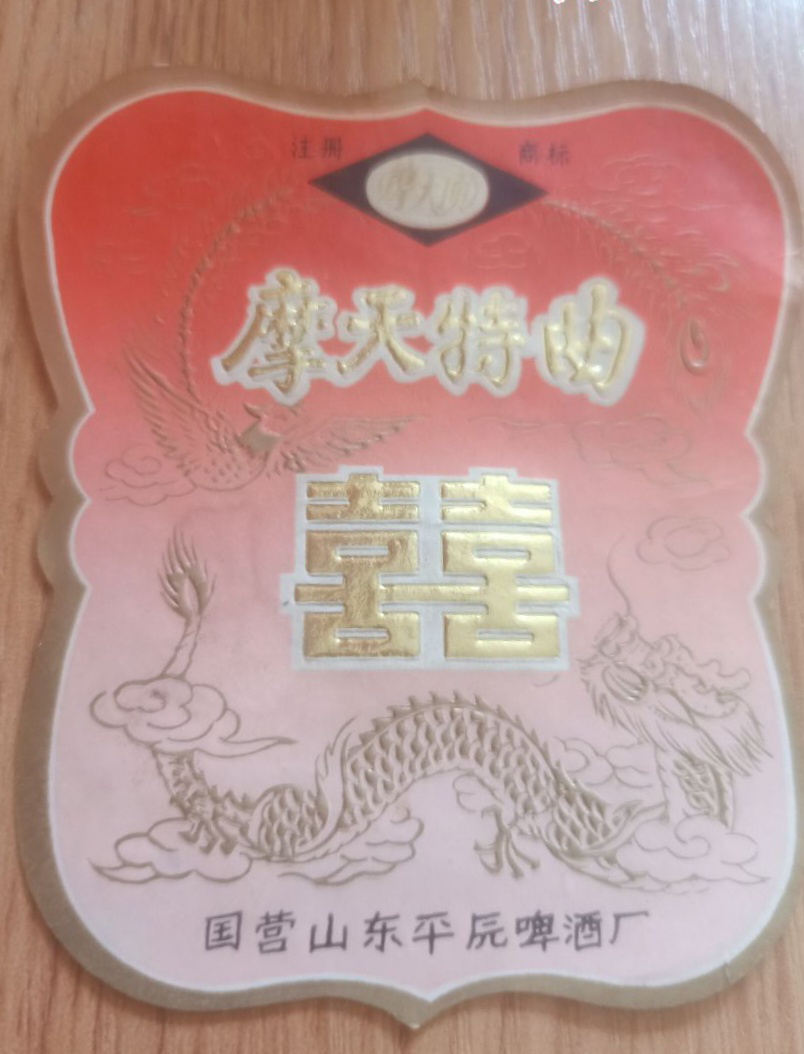 注册 商标
摩天
摩天特曲
囍
国营山东平原啤酒厂